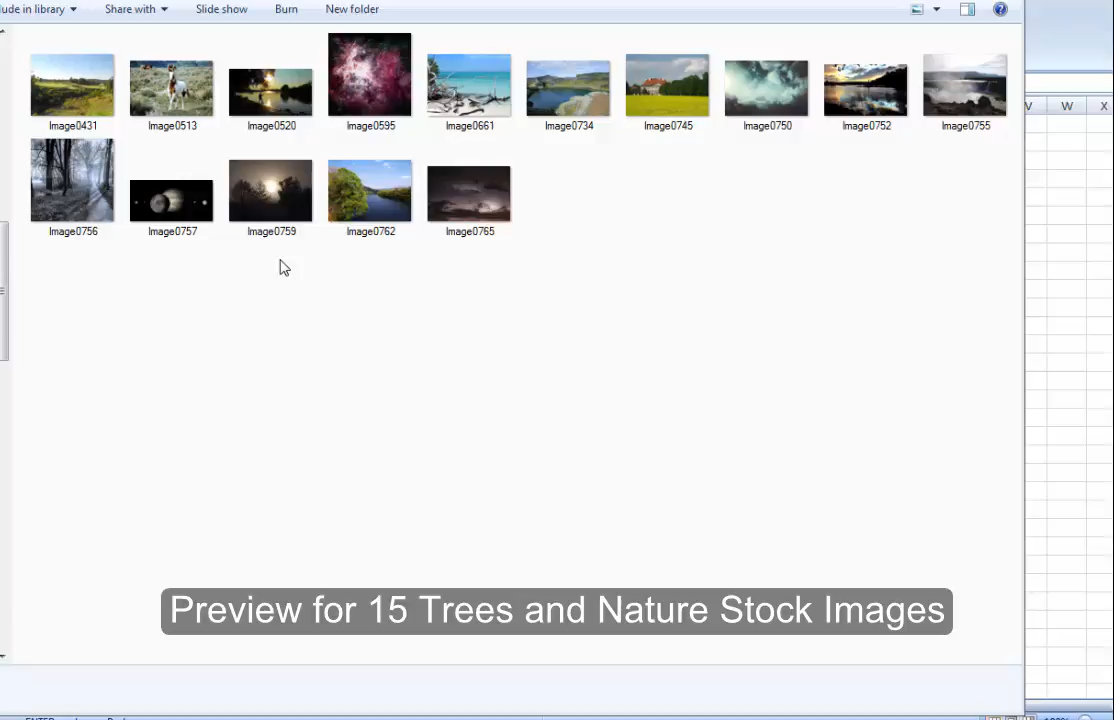 lude in library Share with Slide show Burn New folder
V W X
Image0431 Image0513 Image0520 Image0595 Image0661 Image0734 Image0745 Image0750 Image0752 Image0755
Image0756 Image0757 Image0759 Image0762 Image0765
Preview for 15 Trees and Nature Stock Images